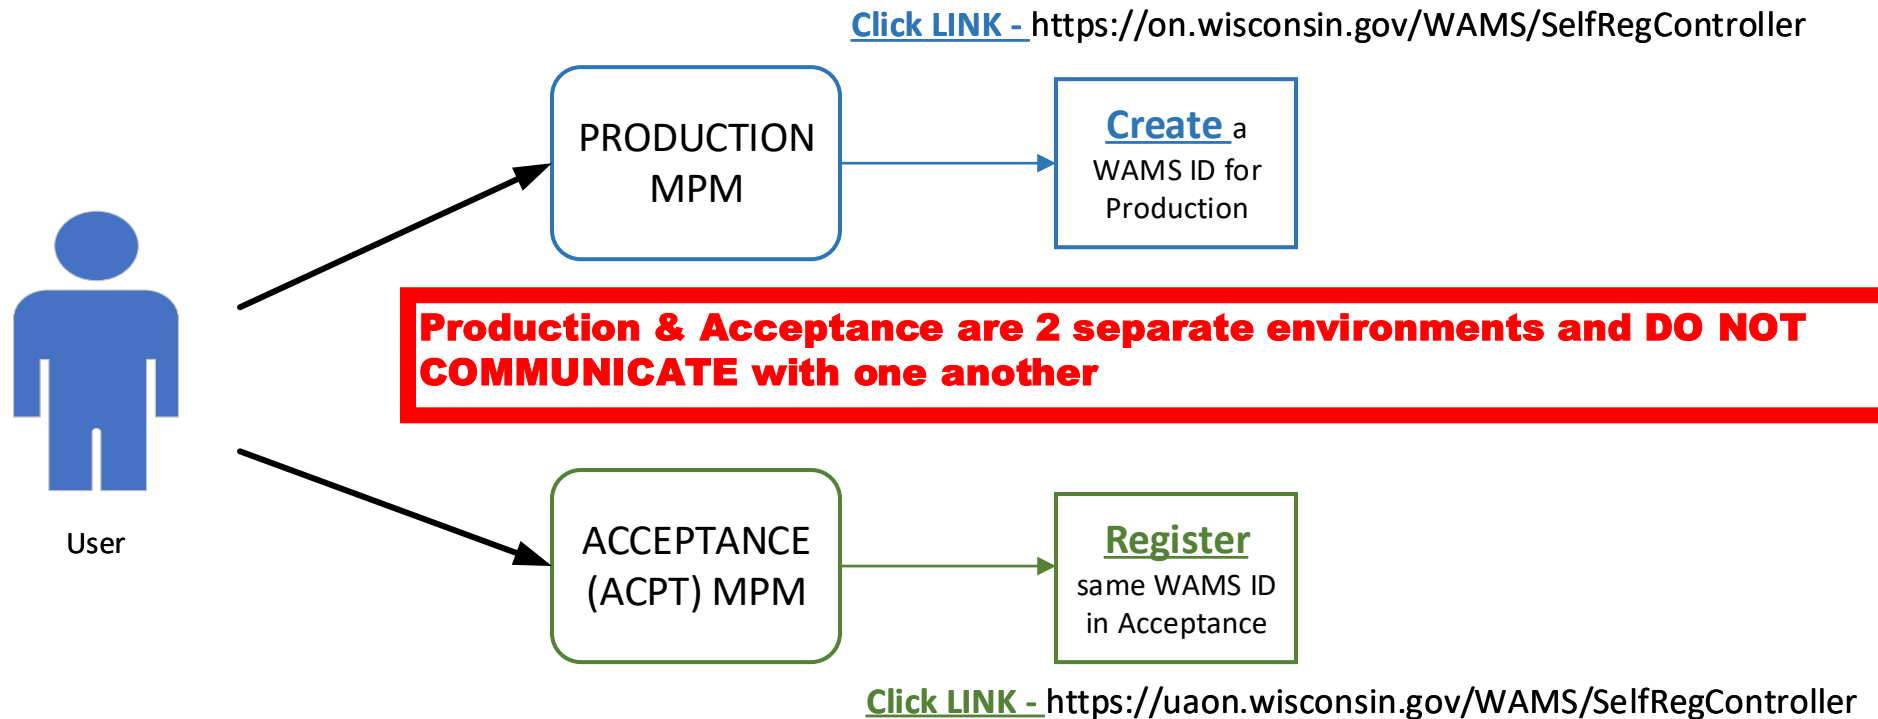 Click LINK - https://on.wisconsin.gov/WAMS/SelfRegController
PRODUCTION
MPM
Create a
WAMS ID for
Production
Production & Acceptance are 2 separate environments and DO NOT
COMMUNICATE with one another
User
ACCEPTANCE
(ACPT) MPM
Register
same WAMS ID
in Acceptance
Click LINK - https://uaon.wisconsin.gov/WAMS/SelfRegController